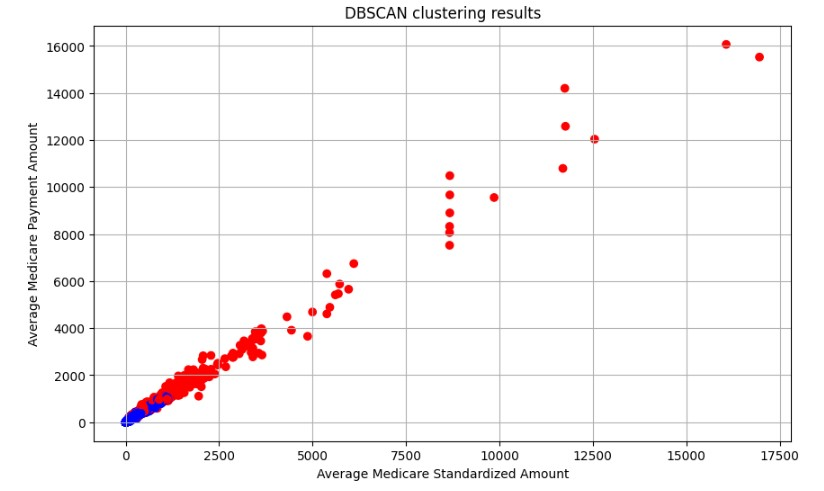 DBSCAN clustering results
16000
14000
12000
10000
8000
6000
4000
2000
0
Average Medicare Payment Amount
0 2500 5000 7500 10000 12500 15000 17500
Average Medicare Standardized Amount